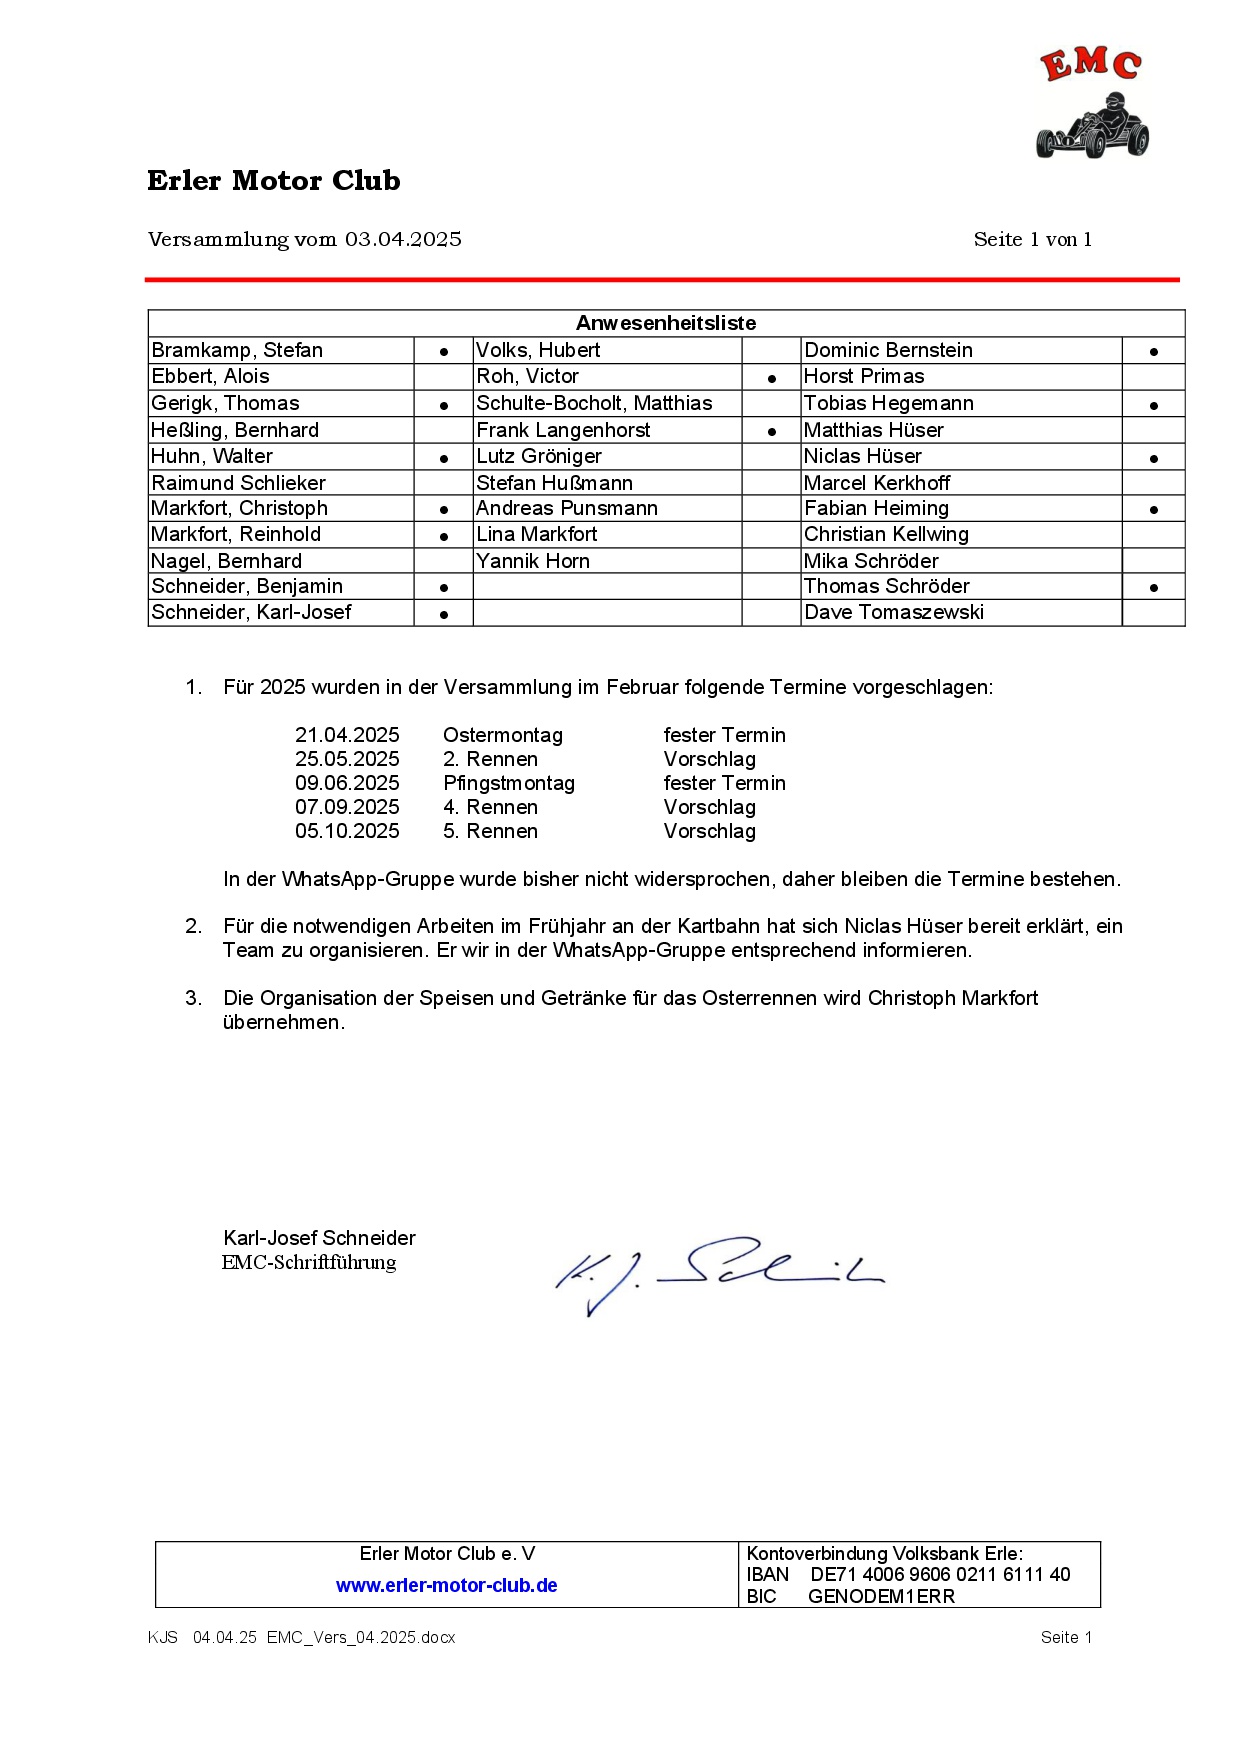 EMC
Erler Motor Club
Versammlung vom 03.04.2025 Seite 1 von 1
Anwesenheitsliste
Bramkamp, Stefan ● Volks, Hubert Dominic Bernstein ●
Ebbert, Alois Roh, Victor ● Horst Primas
Gerigk, Thomas ● Schulte-Bocholt, Matthias Tobias Hegemann ●
Heßling, Bernhard Frank Langenhorst ● Matthias Hüser
Huhn, Walter ● Lutz Gröniger Niclas Hüser ●
Raimund Schlieker Stefan Hußmann Marcel Kerkhoff
Markfort, Christoph ● Andreas Punsmann Fabian Heiming ●
Markfort, Reinhold ● Lina Markfort Christian Kellwing
Nagel, Bernhard Yannik Horn Mika Schröder
Schneider, Benjamin ● Thomas Schröder ●
Schneider, Karl-Josef ● Dave Tomaszewski
1. Für 2025 wurden in der Versammlung im Februar folgende Termine vorgeschlagen:
21.04.2025 Ostermontag fester Termin
25.05.2025 2. Rennen Vorschlag
09.06.2025 Pfingstmontag fester Termin
07.09.2025 4. Rennen Vorschlag
05.10.2025 5. Rennen Vorschlag
In der WhatsApp-Gruppe wurde bisher nicht widersprochen, daher bleiben die Termine bestehen.
2. Für die notwendigen Arbeiten im Frühjahr an der Kartbahn hat sich Niclas Hüser bereit erklärt, ein
Team zu organisieren. Er wir in der WhatsApp-Gruppe entsprechend informieren.
3. Die Organisation der Speisen und Getränke für das Osterrennen wird Christoph Markfort
übernehmen.
Karl-Josef Schneider
EMC-Schriftführung
K. J. Schneider
Erler Motor Club e. V
www.erler-motor-club.de
Kontoverbindung Volksbank Erle:
IBAN DE71 4006 9606 0211 6111 40
BIC GENODEM1ERR
KJS 04.04.25 EMC_Vers_04.2025.docx Seite 1